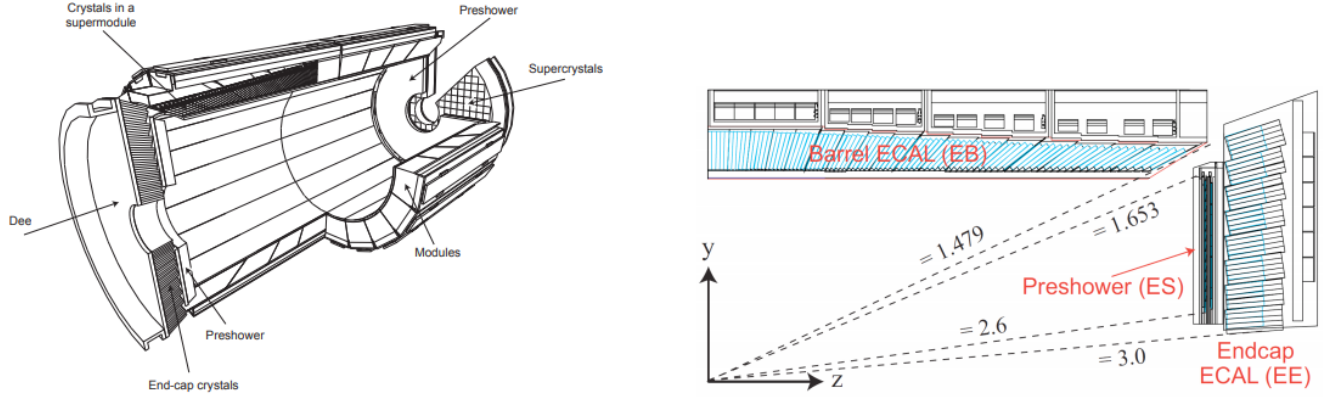 Crystals in a
supermodule
Preshower
Supercrystals
Dee
Modules
Preshower
End-cap crystals
Barrel ECAL (EB)
= 1.479
= 1.653
y
Preshower (ES)
= 2.6
= 3.0
z
Endcap
ECAL (EE)